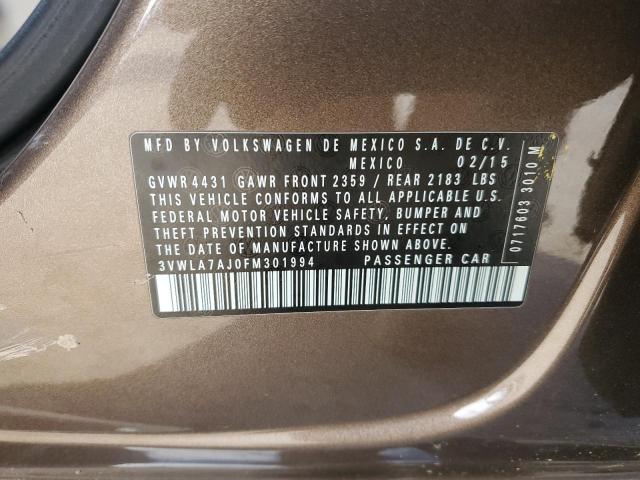 MFD BY VOLKSWAGEN DE MEXICO S.A. DE C.V.
MEXICO 02/15
GVWR 4431 GAWR FRONT 2359 / REAR 2183 LBS
THIS VEHICLE CONFORMS TO ALL APPLICABLE U.S.
FEDERAL MOTOR VEHICLE SAFETY, BUMPER AND
THEFT PREVENTION STANDARDS IN EFFECT ON
THE DATE OF MANUFACTURE SHOWN ABOVE.
3VWLA7AJ0FM301994 PASSENGER CAR
0717603 3010 M